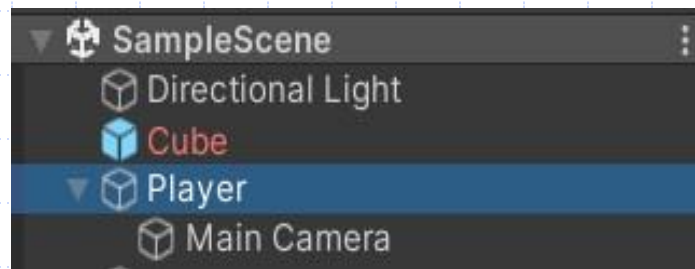 SampleScene
Directional Light
Cube
Player
Main Camera